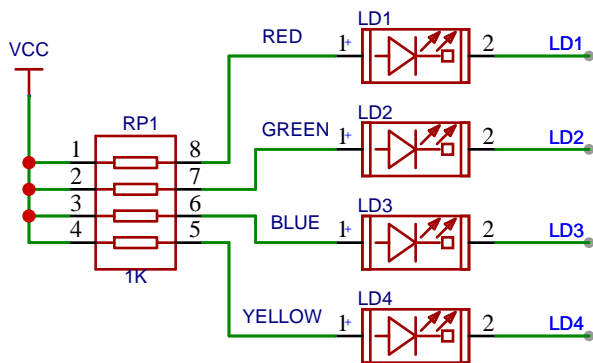 VCC
RP1
1 8
2 7
3 6
4 5
1K
RED
LD1
1+ 2 LD1
GREEN
LD2
1+ 2 LD2
BLUE
LD3
1+ 2 LD3
YELLOW
LD4
1+ 2 LD4